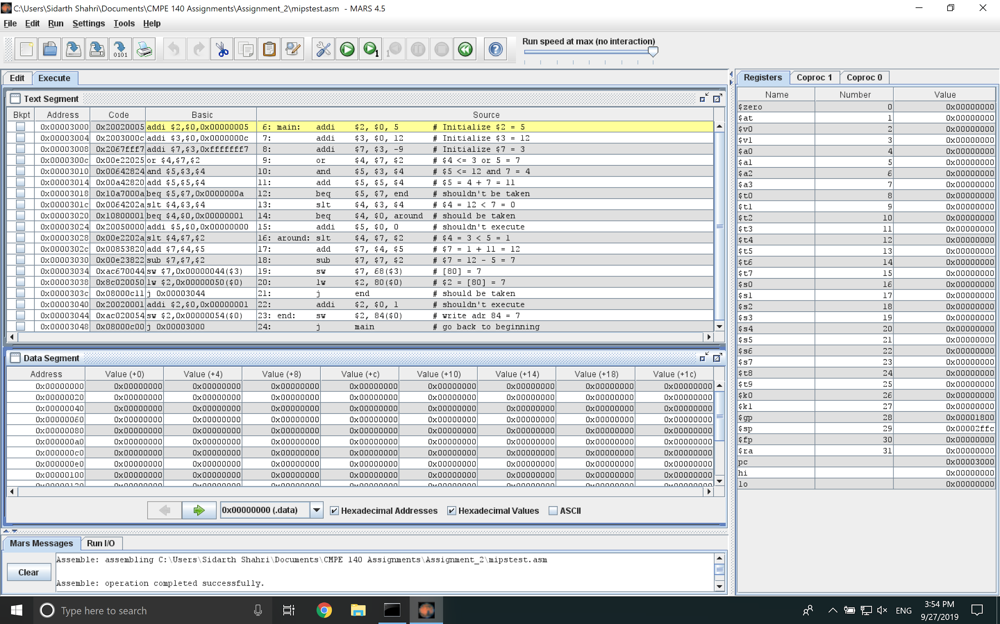 C:\Users\Sidarth Shahri\Documents\CMPE 140 Assignments\Assignment_2\mipstest.asm - MARS 4.5
File Edit Run Settings Tools Help
Run speed at max (no interaction)
Edit Execute
Text Segment
Bkpt Address Code Basic Source
0x00003000 0x20020005 addi $2,$0,0x00000005 6: main: addi $2, $0, 5 # Initialize $2 = 5
0x00003004 0x2003000c addi $3,$0,0x0000000c 7: addi $3, $0, 12 # Initialize $3 = 12
0x00003008 0x2067fff7 addi $7,$3,0xfffffff7 8: addi $7, $3, -9 # Initialize $7 = 3
0x0000300c 0x00e22025 or $4,$7,$2 9: or $4, $7, $2 # $4 <= 3 or 5 = 7
0x00003010 0x00642824 and $5,$3,$4 10: and $5, $3, $4 # $5 <= 12 and 7 = 4
0x00003014 0x00a42820 add $5,$5,$4 11: add $5, $5, $4 # $5 = 4 + 7 = 11
0x00003018 0x10a7000a beq $5,$7,0x0000000a 12: beq $5, $7, end # shouldn't be taken
0x0000301c 0x0064202a slt $4,$3,$4 13: slt $4, $3, $4 # $4 = 12 < 7 = 0
0x00003020 0x10800001 beq $4,$0,0x00000001 14: beq $4, $0, around # should be taken
0x00003024 0x20050000 addi $5,$0,0x00000000 15: addi $5, $0, 0 # shouldn't execute
0x00003028 0x00e2202a slt $4,$7,$2 16: around: slt $4, $7, $2 # $4 = 3 < 5 = 1
0x0000302c 0x00853820 add $7,$4,$5 17: add $7, $4, $5 # $7 = 1 + 11 = 12
0x00003030 0x00e23822 sub $7,$7,$2 18: sub $7, $7, $2 # $7 = 12 - 5 = 7
0x00003034 0xac670044 sw $7,0x00000044($3) 19: sw $7, 68($3) # [80] = 7
0x00003038 0x8c020050 lw $2,0x00000050($0) 20: lw $2, 80($0) # $2 = [80] = 7
0x0000303c 0x08000c11 j 0x00003044 21: j end # should be taken
0x00003040 0x20020001 addi $2,$0,0x00000001 22: addi $2, $0, 1 # shouldn't execute
0x00003044 0xac020054 sw $2,0x00000054($0) 23: end: sw $2, 84($0) # write adr 84 = 7
0x00003048 0x08000c00 j 0x00003000 24: j main # go back to beginning
Data Segment
Address Value (+0) Value (+4) Value (+8) Value (+c) Value (+10) Value (+14) Value (+18) Value (+1c)
0x00000000 0x00000000 0x00000000 0x00000000 0x00000000 0x00000000 0x00000000 0x00000000 0x00000000
0x00000020 0x00000000 0x00000000 0x00000000 0x00000000 0x00000000 0x00000000 0x00000000 0x00000000
0x00000040 0x00000000 0x00000000 0x00000000 0x00000000 0x00000000 0x00000000 0x00000000 0x00000000
0x00000060 0x00000000 0x00000000 0x00000000 0x00000000 0x00000000 0x00000000 0x00000000 0x00000000
0x00000080 0x00000000 0x00000000 0x00000000 0x00000000 0x00000000 0x00000000 0x00000000 0x00000000
0x000000a0 0x00000000 0x00000000 0x00000000 0x00000000 0x00000000 0x00000000 0x00000000 0x00000000
0x000000c0 0x00000000 0x00000000 0x00000000 0x00000000 0x00000000 0x00000000 0x00000000 0x00000000
0x000000e0 0x00000000 0x00000000 0x00000000 0x00000000 0x00000000 0x00000000 0x00000000 0x00000000
0x00000100 0x00000000 0x00000000 0x00000000 0x00000000 0x00000000 0x00000000 0x00000000 0x00000000
0x00000000 (.data) Hexadecimal Addresses Hexadecimal Values ASCII
Mars Messages Run I/O
Clear
Assemble: assembling C:\Users\Sidarth Shahri\Documents\CMPE 140 Assignments\Assignment_2\mipstest.asm
Assemble: operation completed successfully.
Registers Coproc 1 Coproc 0
Name Number Value
$zero 0 0x00000000
$at 1 0x00000000
$v0 2 0x00000000
$v1 3 0x00000000
$a0 4 0x00000000
$a1 5 0x00000000
$a2 6 0x00000000
$a3 7 0x00000000
$t0 8 0x00000000
$t1 9 0x00000000
$t2 10 0x00000000
$t3 11 0x00000000
$t4 12 0x00000000
$t5 13 0x00000000
$t6 14 0x00000000
$t7 15 0x00000000
$s0 16 0x00000000
$s1 17 0x00000000
$s2 18 0x00000000
$s3 19 0x00000000
$s4 20 0x00000000
$s5 21 0x00000000
$s6 22 0x00000000
$s7 23 0x00000000
$t8 24 0x00000000
$t9 25 0x00000000
$k0 26 0x00000000
$k1 27 0x00000000
$gp 28 0x00001800
$sp 29 0x00002ffc
$fp 30 0x00000000
$ra 31 0x00000000
pc 0x00003000
hi 0x00000000
lo 0x00000000
Type here to search
ENG
3:54 PM
9/27/2019